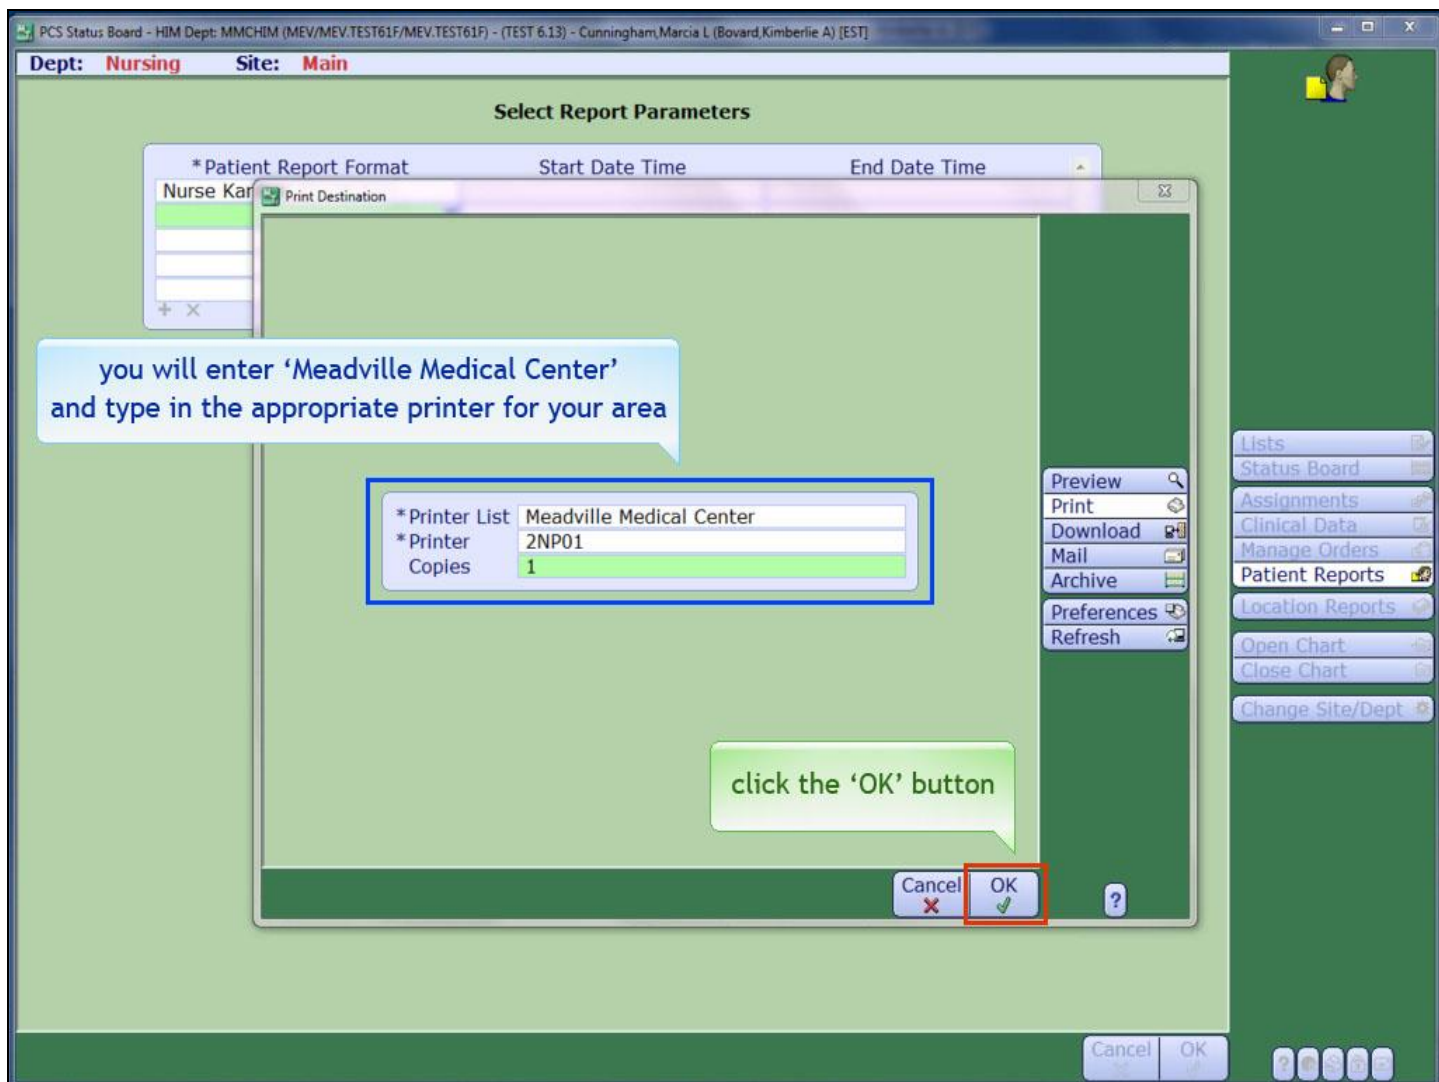 PCS Status Board - HIM Dept: MMCHIM (MEV/MEV.TEST61F/MEV.TEST61F) - (TEST 6.13) - Cunningham,Marcia L (Bovard,Kimberlie A) [EST]
Dept: Nursing Site: Main
Select Report Parameters
*Patient Report Format Start Date Time End Date Time
Nurse Kar
Print Destination
you will enter ‘Meadville Medical Center’
and type in the appropriate printer for your area
*Printer List Meadville Medical Center
*Printer 2NP01
Copies 1
Preview
Print
Download
Mail
Archive
Preferences
Refresh
click the ‘OK’ button
Cancel OK
?
Lists
Status Board
Assignments
Clinical Data
Manage Orders
Patient Reports
Location Reports
Open Chart
Close Chart
Change Site/Dept
Cancel OK
?